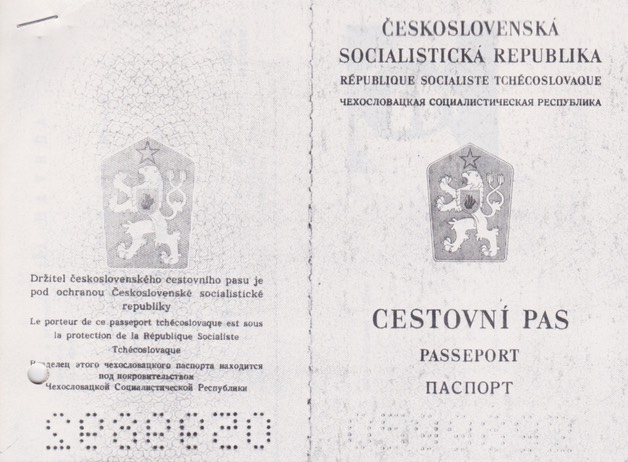 Držitel československého cestovního pasu je
pod ochranou Československé socialistické
republiky
Le porteur de ce passeport tchécoslovaque est sous
la protection de la République Socialiste
Tchécoslovaque
этого чехословацкого паспорта находится
под покровительством
Чехословацкой Социалистической Республики
ČESKOSLOVENSKÁ
SOCIALISTICKÁ REPUBLIKA
RÉPUBLIQUE SOCIALISTE TCHÉCOSLOVAQUE
ЧЕХОСЛОВАЦКАЯ СОЦИАЛИСТИЧЕСКАЯ РЕСПУБЛИКА
CESTOVNÍ PAS
PASSEPORT
ПАСПОРТ